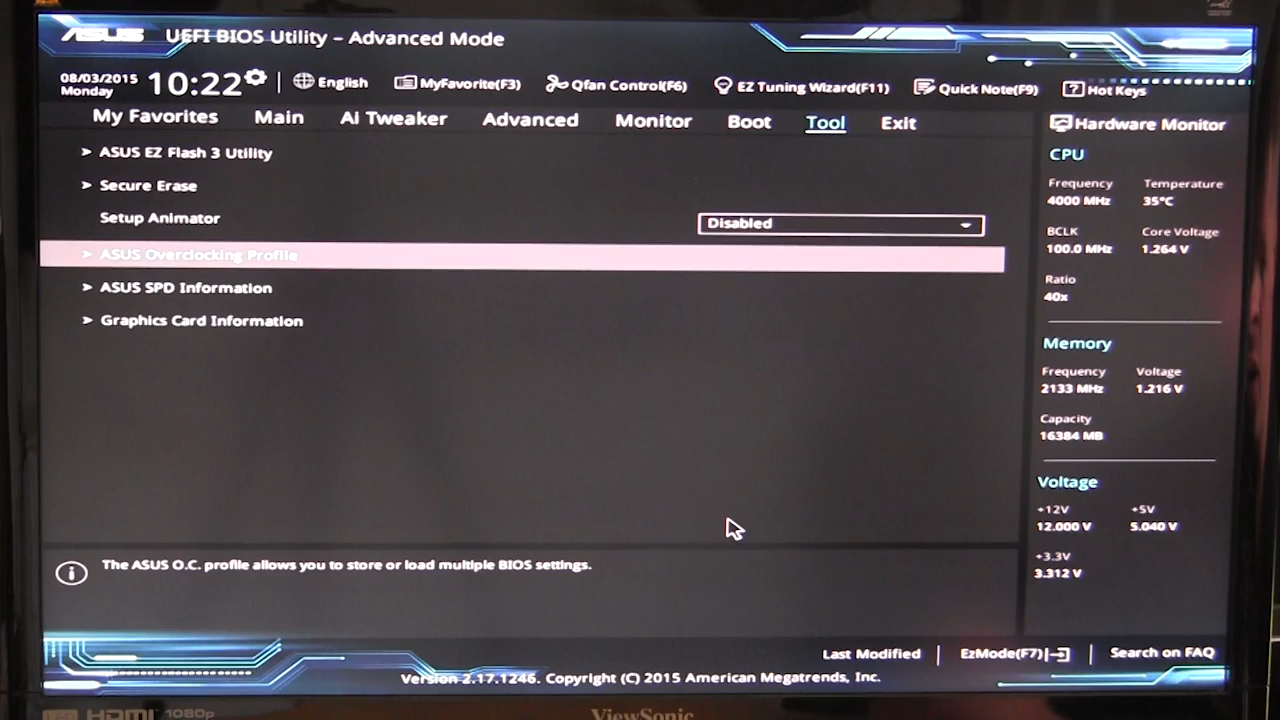 ASUS UEFI BIOS Utility – Advanced Mode
08/03/2015
Monday
10:22
English
MyFavorite(F3)
Qfan Control(F6)
EZ Tuning Wizard(F11)
Quick Note(F9)
? Hot Keys
My Favorites Main Ai Tweaker Advanced Monitor Boot Tool Exit
> ASUS EZ Flash 3 Utility
> Secure Erase
Setup Animator Disabled
> ASUS Overclocking Profile
> ASUS SPD Information
> Graphics Card Information
Hardware Monitor
CPU
Frequency Temperature
4000 MHz 35°C
BCLK Core Voltage
100.0 MHz 1.264 V
Ratio
40x
Memory
Frequency Voltage
2133 MHz 1.216 V
Capacity
16384 MB
Voltage
+12V +5V
12.000 V 5.040 V
+3.3V
3.312 V
i The ASUS O.C. profile allows you to store or load multiple BIOS settings.
Last Modified | EzMode(F7) | Search on FAQ
Version 2.17.1246. Copyright (C) 2015 American Megatrends, Inc.
LED HDMI 1080p
ViewSonic